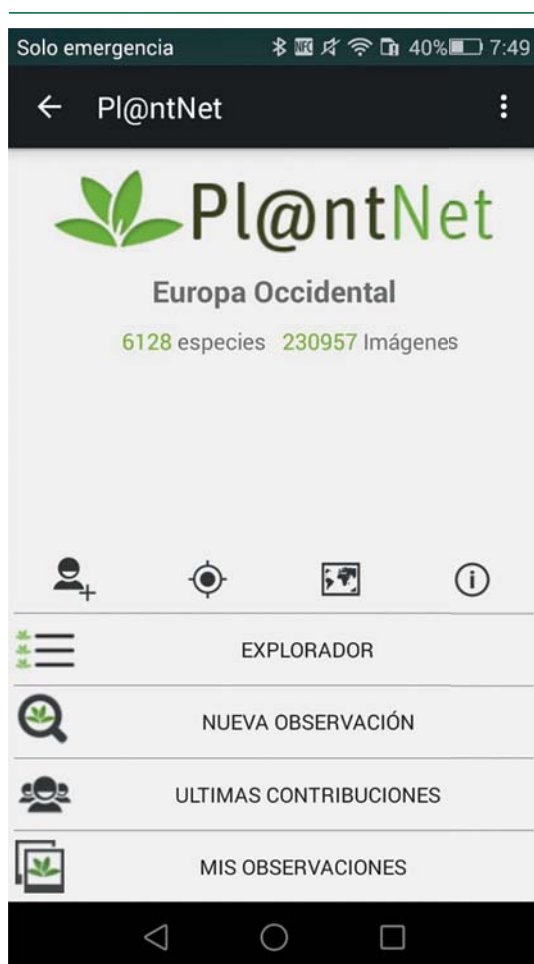 Solo emergencia NFC 40% 7:49
Pl@ntNet
Pl@ntNet
Europa Occidental
6128 especies 230957 Imágenes
EXPLORADOR
NUEVA OBSERVACIÓN
ULTIMAS CONTRIBUCIONES
MIS OBSERVACIONES